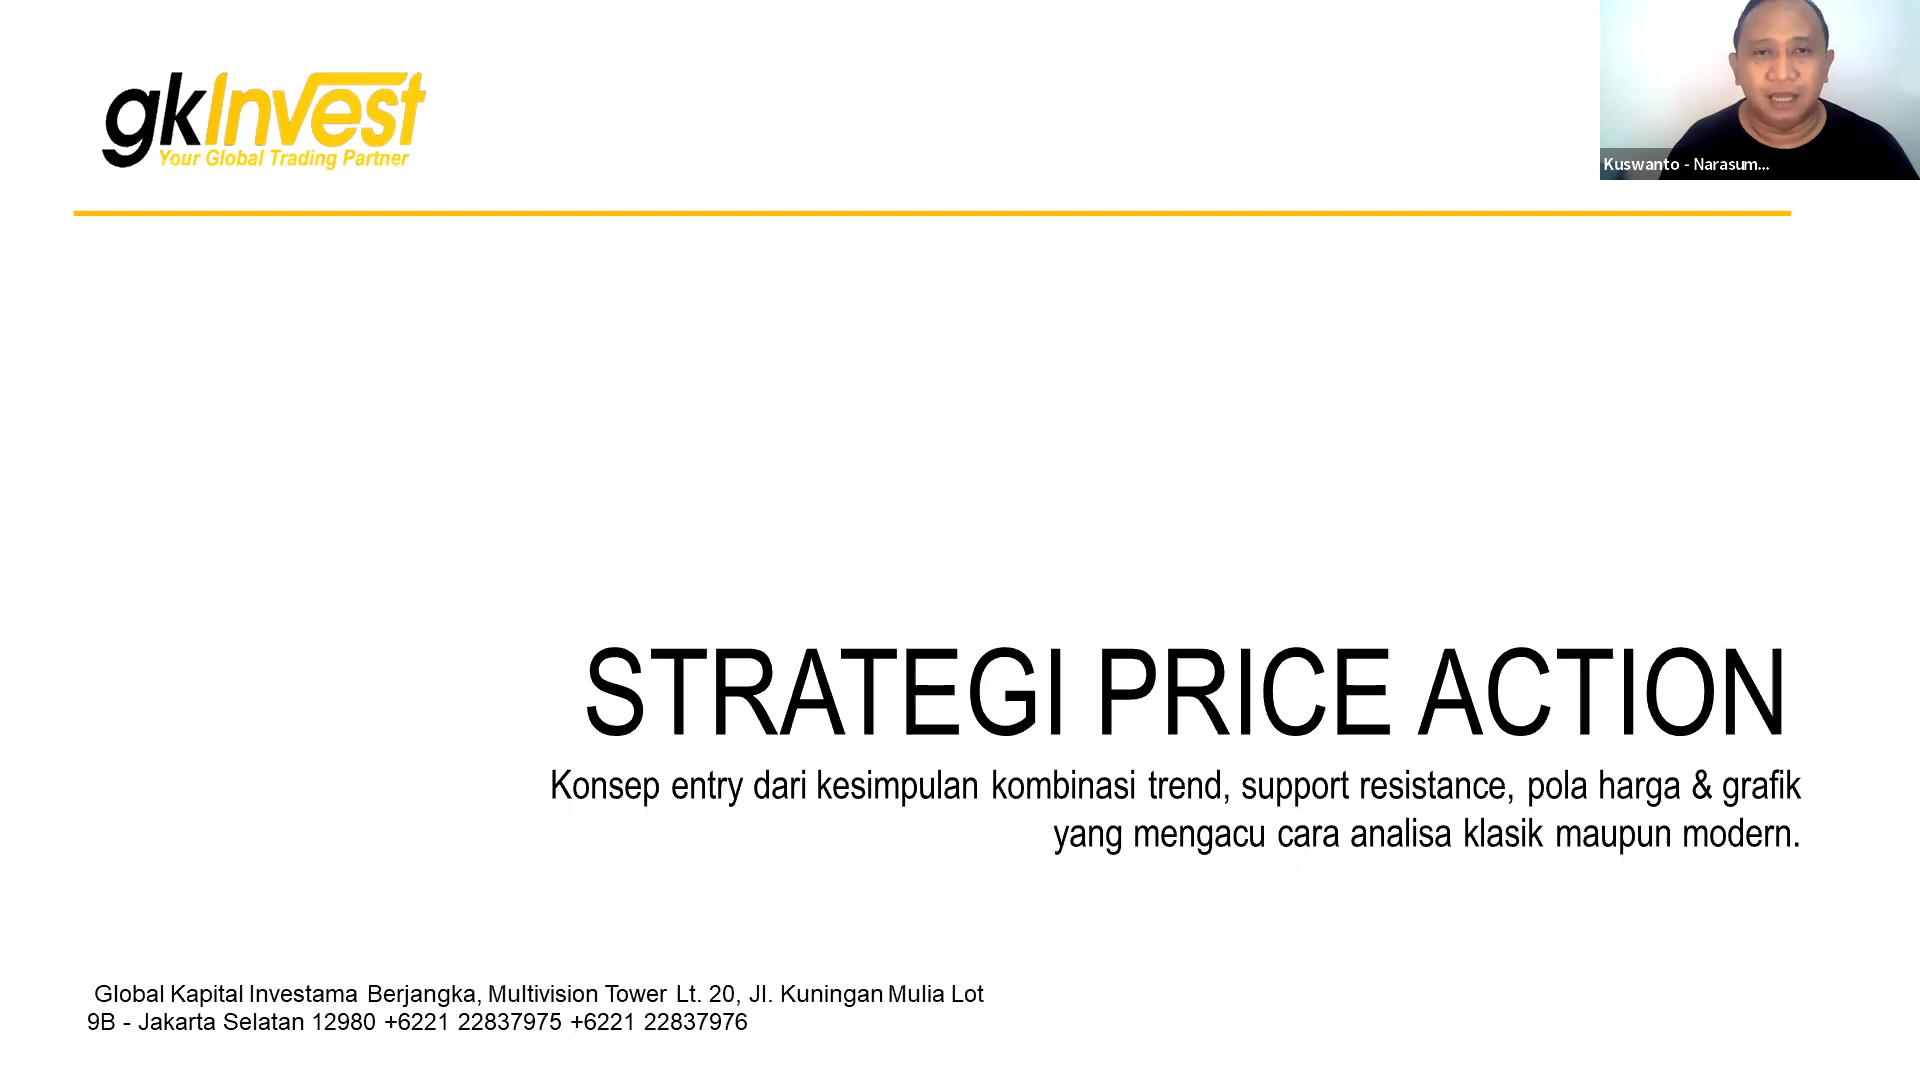 gkInvest
Your Global Trading Partner
Kuswanto - Narasum...
STRATEGI PRICE ACTION
Konsep entry dari kesimpulan kombinasi trend, support resistance, pola harga & grafik
yang mengacu cara analisa klasik maupun modern.
Global Kapital Investama Berjangka, Multivision Tower Lt. 20, Jl. Kuningan Mulia Lot
9B - Jakarta Selatan 12980 +6221 22837975 +6221 22837976